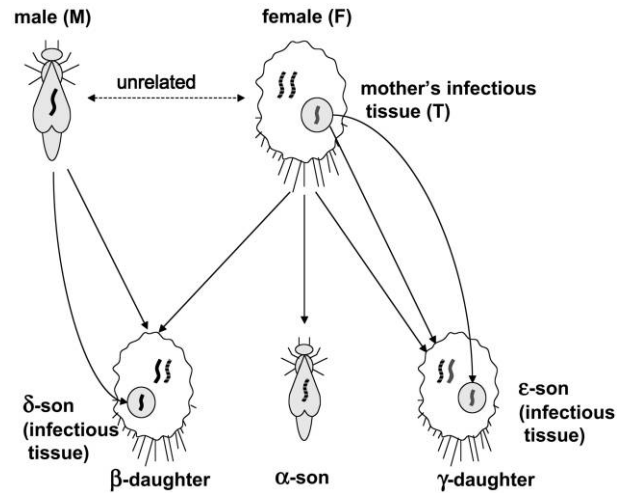 male (M)
female (F)
unrelated
mother's infectious
tissue (T)
δ-son
(infectious
tissue)
β-daughter
α-son
γ-daughter
ε-son
(infectious
tissue)